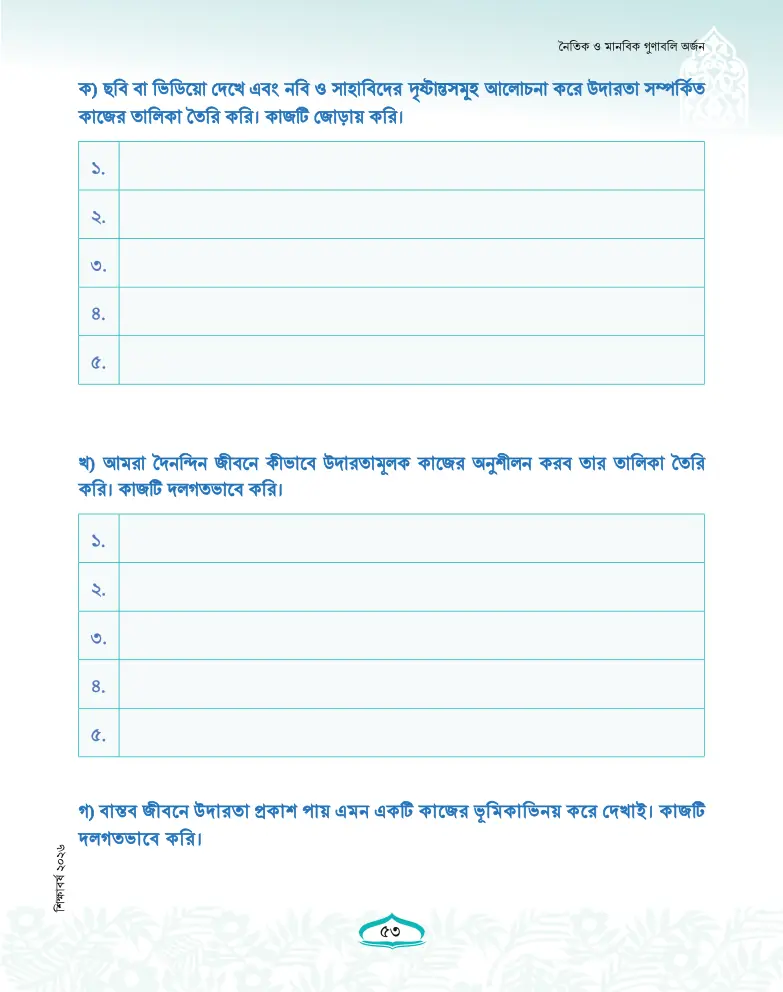 নৈতিক ও মানবিক গুণাবলি অর্জন
ক) ছবি বা ভিডিয়ো দেখে এবং নবি ও সাহাবিদের দৃষ্টান্তসমূহ আলোচনা করে উদারতা সম্পর্কিত
কাজের তালিকা তৈরি করি। কাজটি জোড়ায় করি।
১.
২.
৩.
৪.
৫.
খ) আমরা দৈনন্দিন জীবনে কীভাবে উদারতামূলক কাজের অনুশীলন করব তার তালিকা তৈরি
করি। কাজটি দলগতভাবে করি।
১.
২.
৩.
৪.
৫.
গ) বাস্তব জীবনে উদারতা প্রকাশ পায় এমন একটি কাজের ভূমিকাভিনয় করে দেখাই। কাজটি
দলগতভাবে করি।
শিক্ষাবর্ষ ২০২৬
৫৩